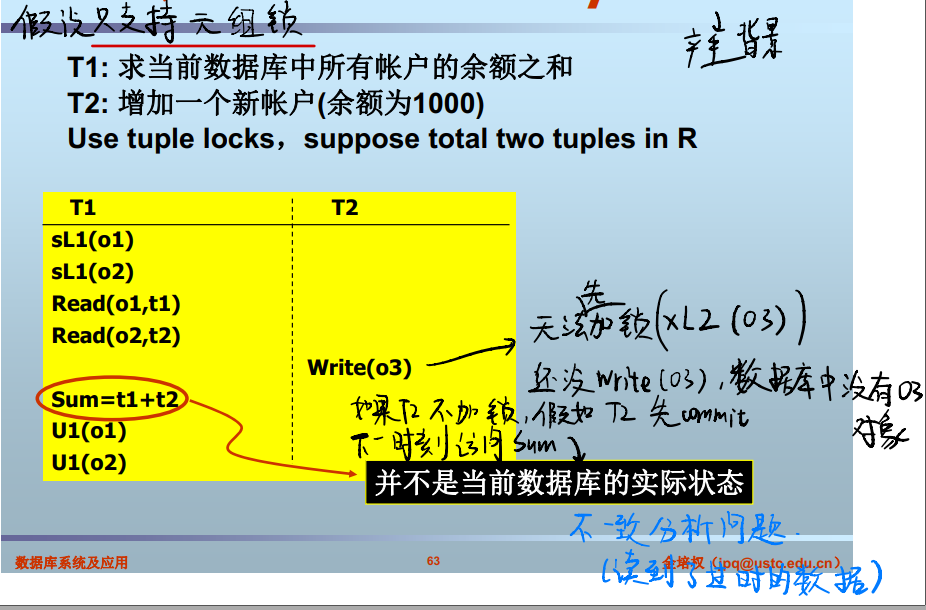 假设只支持元组锁
背景
T1: 求当前数据库中所有帐户的余额之和
T2: 增加一个新帐户(余额为1000)
Use tuple locks，suppose total two tuples in R
T1 T2
sL1(o1)
sL1(o2)
Read(o1,t1)
Read(o2,t2)
先
无法加锁(xL2(03))
Write(o3)
还没write(03),数据库中没有03
对象
Sum=t1+t2
如果T2不加锁,假如T2先commit
U1(o1)
下一时刻访问Sum
U1(o2)
并不是当前数据库的实际状态
不一致分析问题.
(读到了过时的数据)
数据库系统及应用
63
金培权（jpq@ustc.edu.cn）